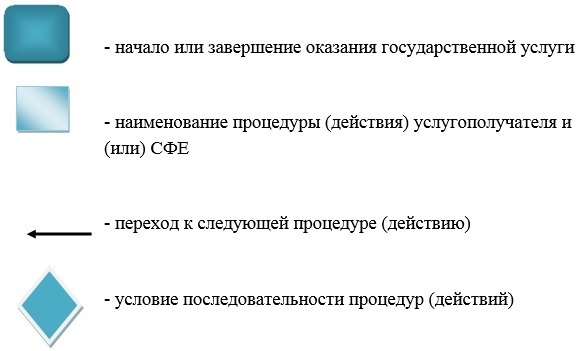 - начало или завершение оказания государственной услуги
- наименование процедуры (действия) услугополучателя и
(или) СФЕ
- переход к следующей процедуре (действию)
- условие последовательности процедур (действий)